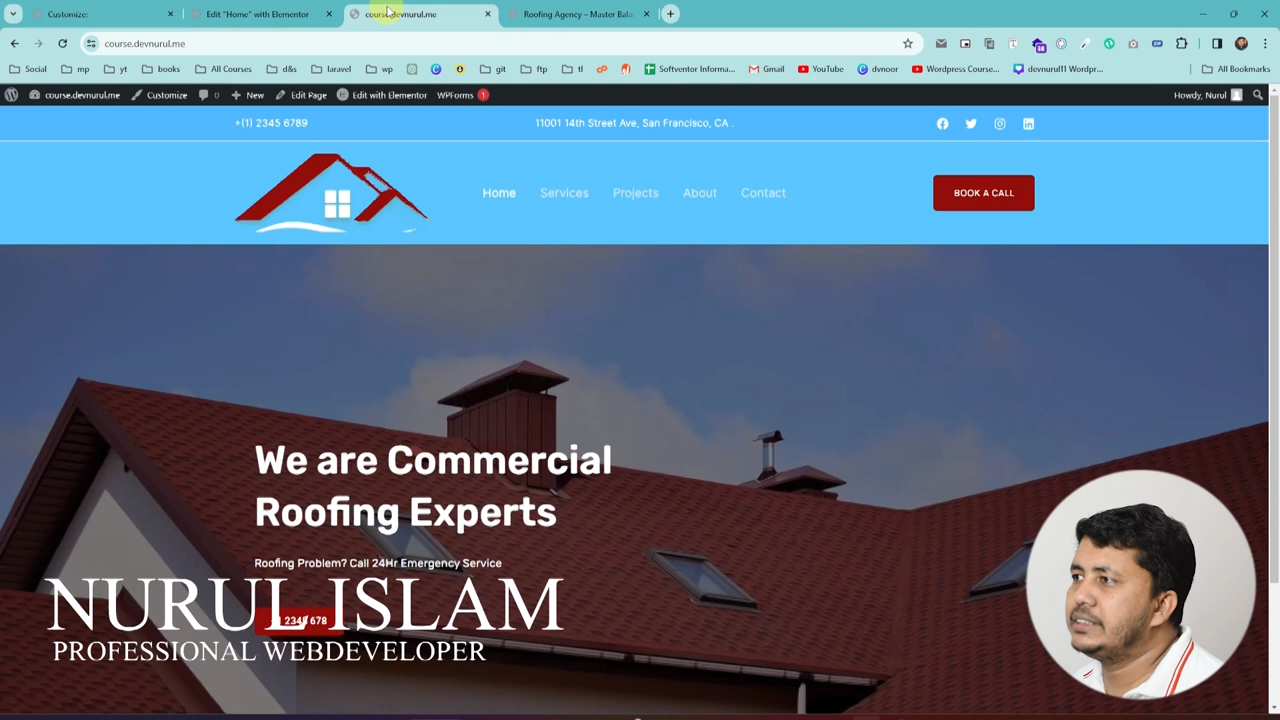 Customize:
Edit "Home" with Elementor
course.devnurul.me
Roofing Agency – Master Bala
course.devnurul.me
Social
mp
yt
books
All Courses
d&s
laravel
wp
git
ftp
tl
Softventor Informa...
Gmail
YouTube
dvnoor
Wordpress Course...
devnurul11 Wordpr...
All Bookmarks
course.devnurul.me
Customize
0
New
Edit Page
Edit with Elementor
WPForms 1
Howdy, Nurul
+(1) 2345 6789
11001 14th Street Ave, San Francisco, CA .
Home
Services
Projects
About
Contact
BOOK A CALL
We are Commercial
Roofing Experts
Roofing Problem? Call 24Hr Emergency Service
2345 678
NURUL ISLAM
PROFESSIONAL WEBDEVELOPER